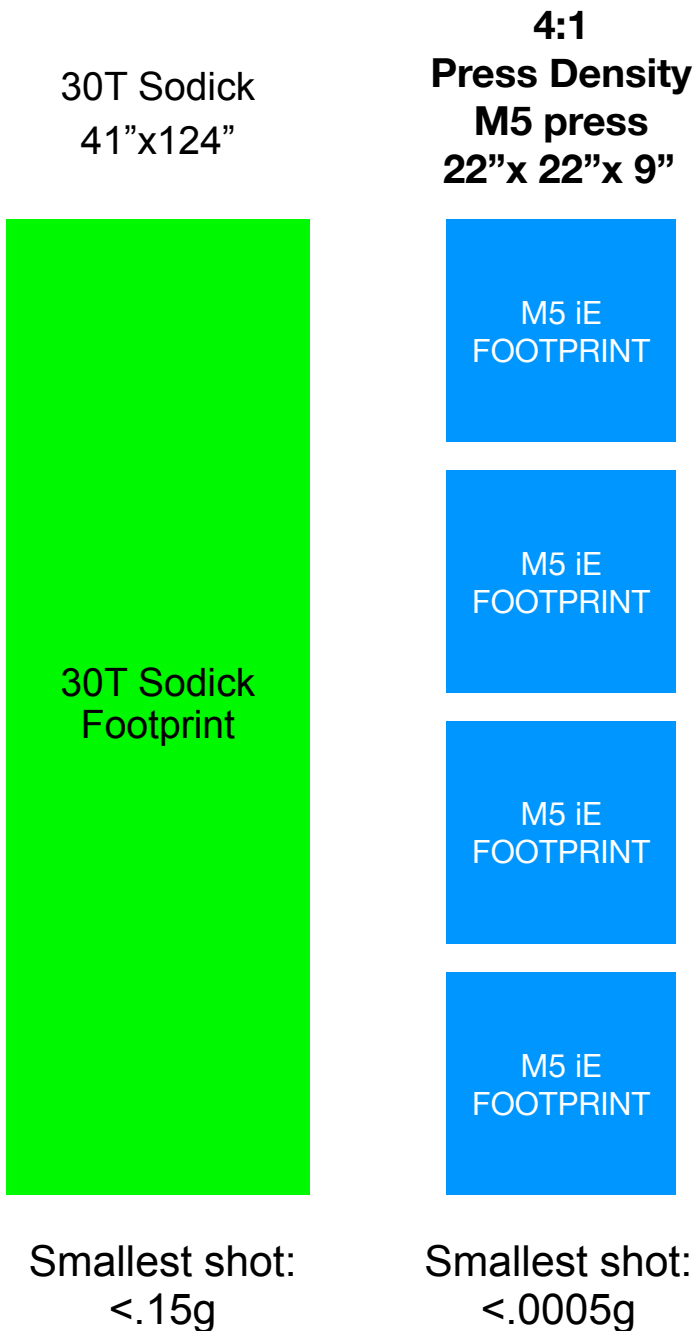 30T Sodick
41”x124”
4:1
Press Density
M5 press
22”x 22”x 9”
30T Sodick
Footprint
M5 iE
FOOTPRINT
M5 iE
FOOTPRINT
M5 iE
FOOTPRINT
M5 iE
FOOTPRINT
Smallest shot:
<.15g
Smallest shot:
<.0005g